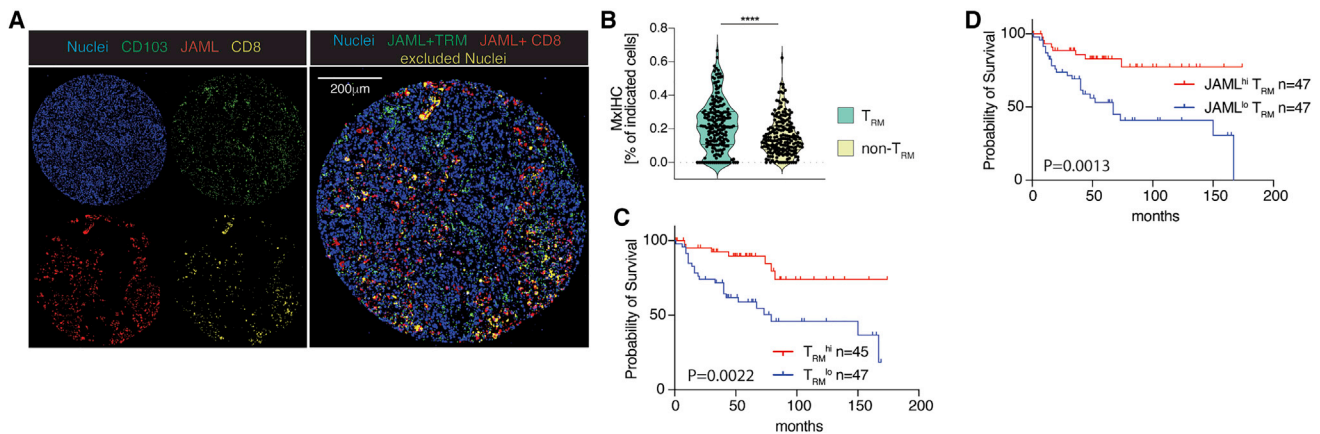 A
Nuclei CD103 JAML CD8
Nuclei JAML+TRM JAML+ CD8
excluded Nuclei
200μm
B
****
MxIHC
[% of indicated cells]
0.8
0.6
0.4
0.2
0.0
TRM
non-TRM
C
Probability of Survival
100
50
0
TRMhi n=45
TRMlo n=47
P=0.0022
0 50 100 150 200
months
D
Probability of Survival
100
50
0
JAMLhi TRM n=47
JAMLlo TRM n=47
P=0.0013
0 50 100 150 200
months